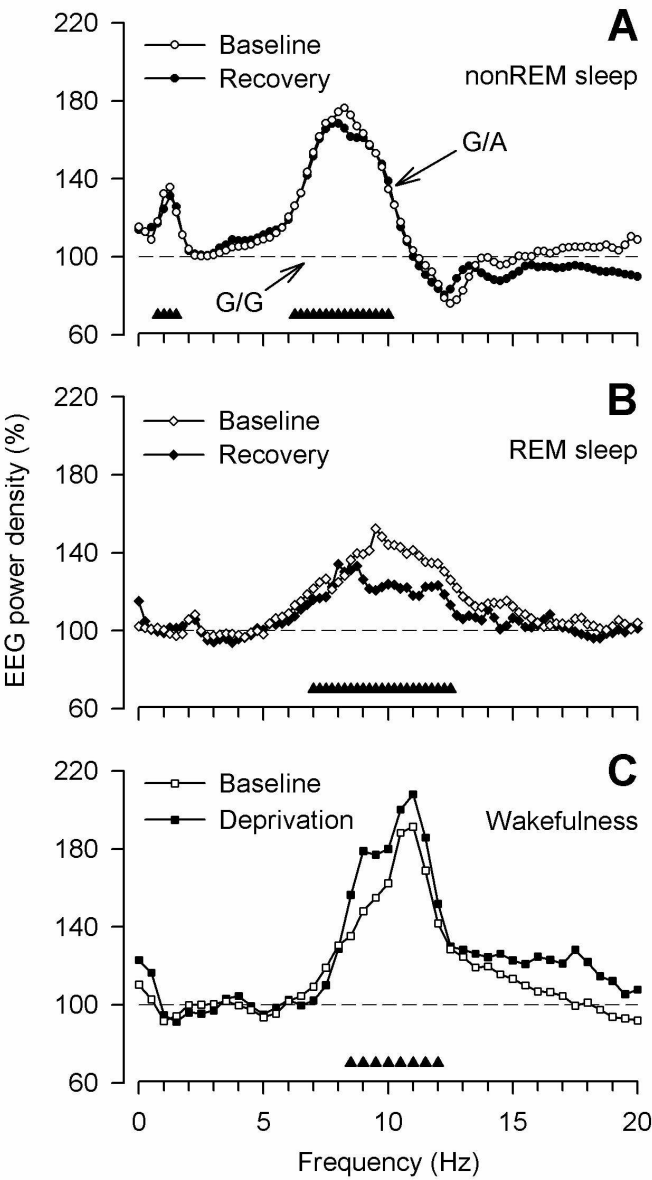 A
Baseline
Recovery
nonREM sleep
G/A
G/G
220
180
140
100
60
B
Baseline
Recovery
REM sleep
220
180
140
100
60
EEG power density (%)
C
Baseline
Deprivation
Wakefulness
220
180
140
100
60
0 5 10 15 20
Frequency (Hz)